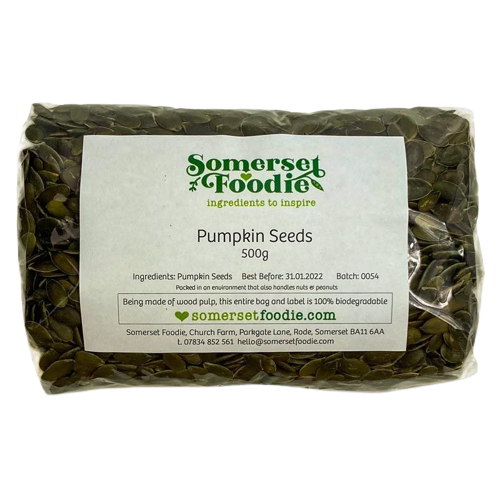 Somerset
Foodie
ingredients to inspire
Pumpkin Seeds
500g
Ingredients: Pumpkin Seeds Best Before: 31.01.2022 Batch: 0054
Packed in an environment that also handles nuts & peanuts
Being made of wood pulp, this entire bag and label is 100% biodegradable
somersetfoodie.com
Somerset Foodie, Church Farm, Parkgate Lane, Rode, Somerset BA11 6AA
t. 07834 852 561 hello@somersetfoodie.com